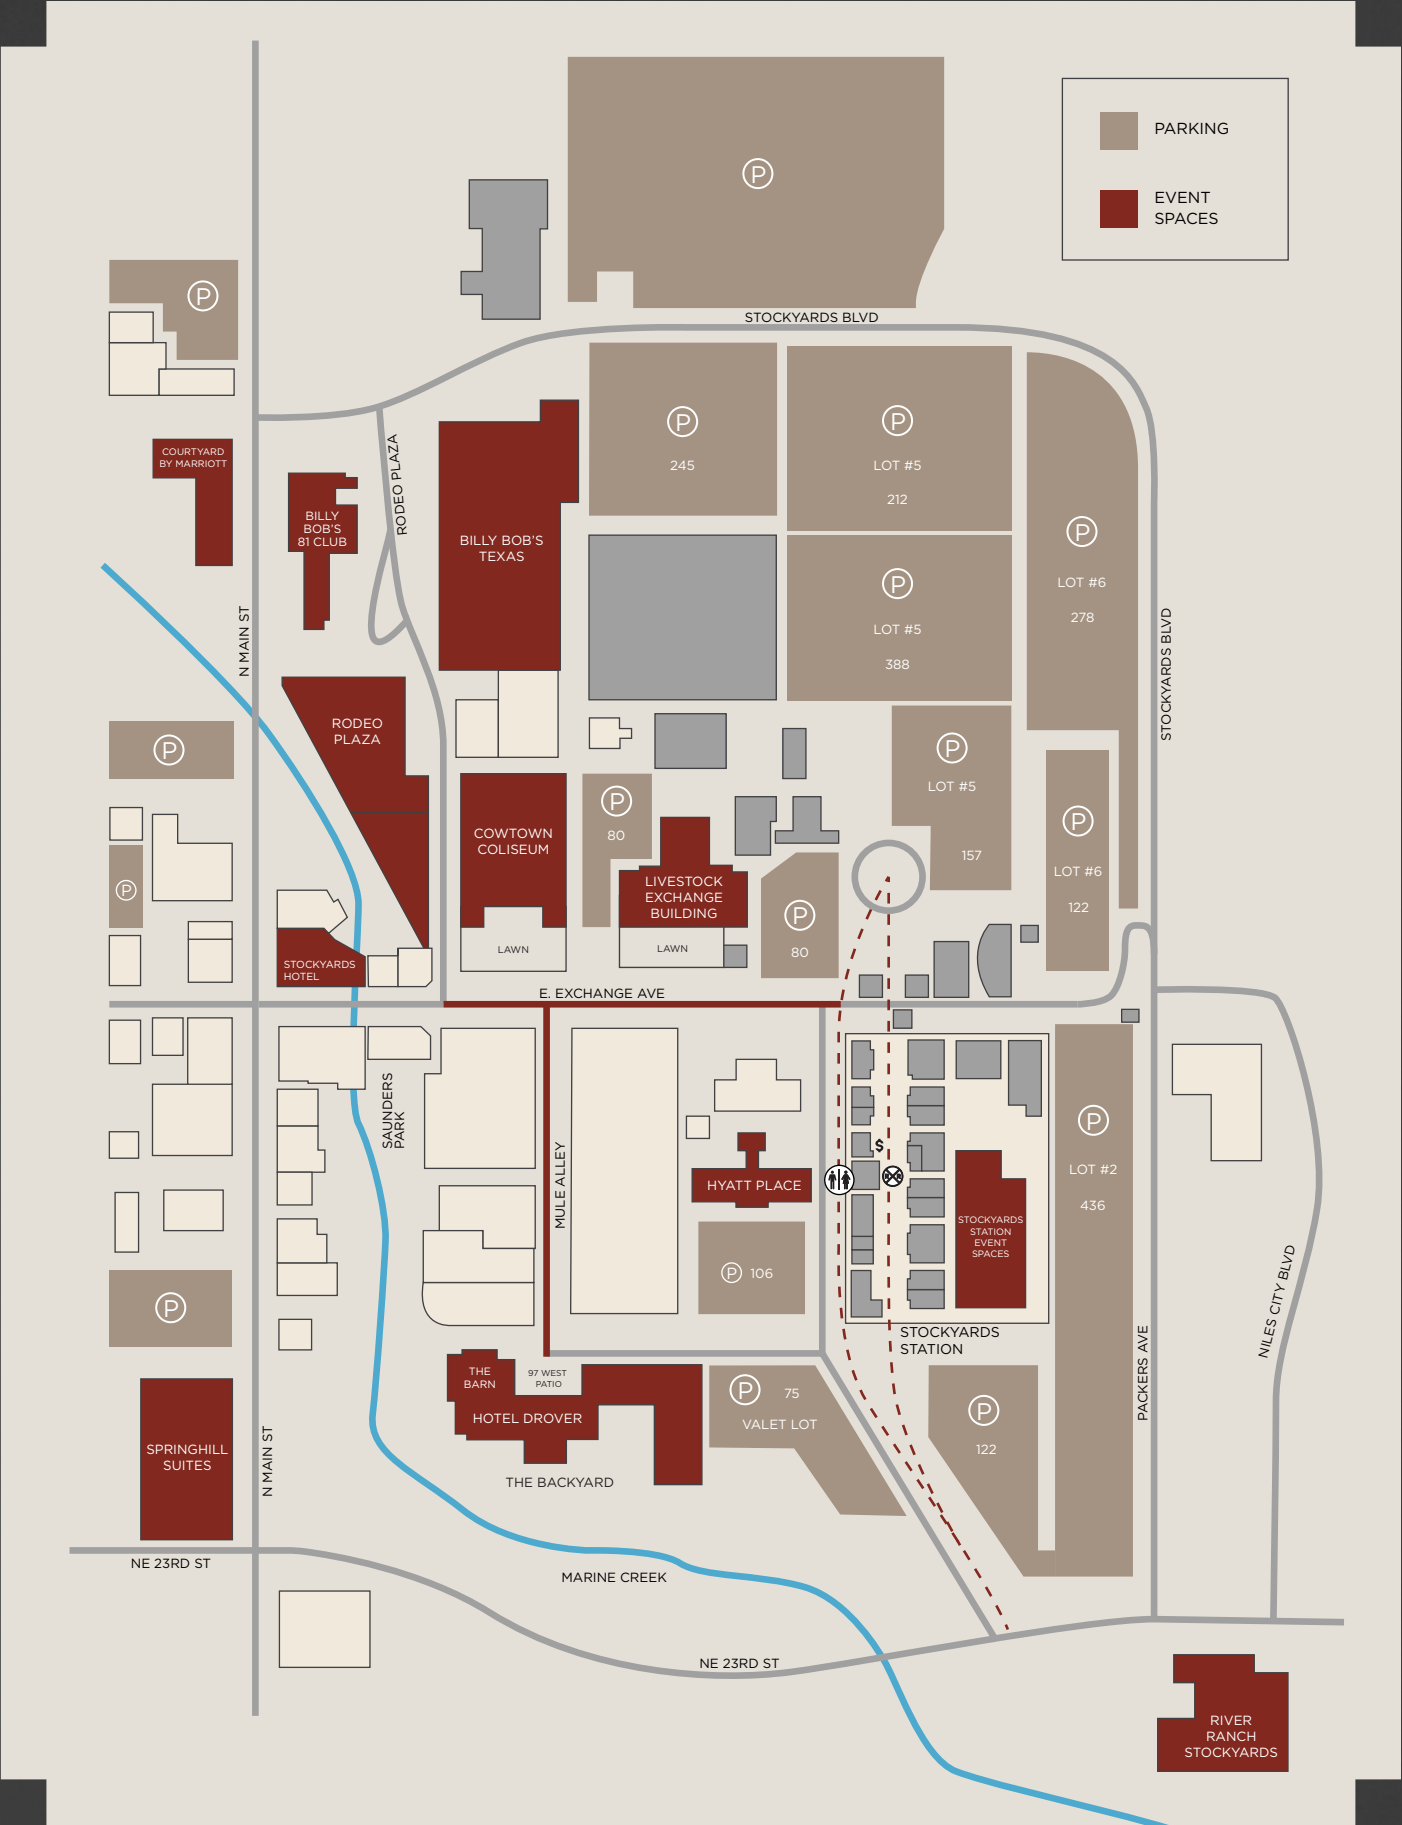 P
PARKING
EVENT
SPACES
P
STOCKYARDS BLVD
P
245
P
LOT #5
212
COURTYARD
BY MARRIOTT
RODEO PLAZA
BILLY
BOB'S
81 CLUB
BILLY BOB'S
TEXAS
P
LOT #6
278
P
LOT #5
388
N MAIN ST
STOCKYARDS BLVD
RODEO
PLAZA
P
P
LOT #5
157
P
80
COWTOWN
COLISEUM
P
LOT #6
122
P
LIVESTOCK
EXCHANGE
BUILDING
P
80
LAWN
LAWN
STOCKYARDS
HOTEL
E. EXCHANGE AVE
SAUNDERS
PARK
MULE ALLEY
P
LOT #2
436
$
HYATT PLACE
RXR
STOCKYARDS
STATION
EVENT
SPACES
P 106
P
NILES CITY BLVD
STOCKYARDS
STATION
PACKERS AVE
THE
BARN
97 WEST
PATIO
P 75
VALET LOT
HOTEL DROVER
P
122
SPRINGHILL
SUITES
N MAIN ST
THE BACKYARD
NE 23RD ST
MARINE CREEK
NE 23RD ST
RIVER
RANCH
STOCKYARDS